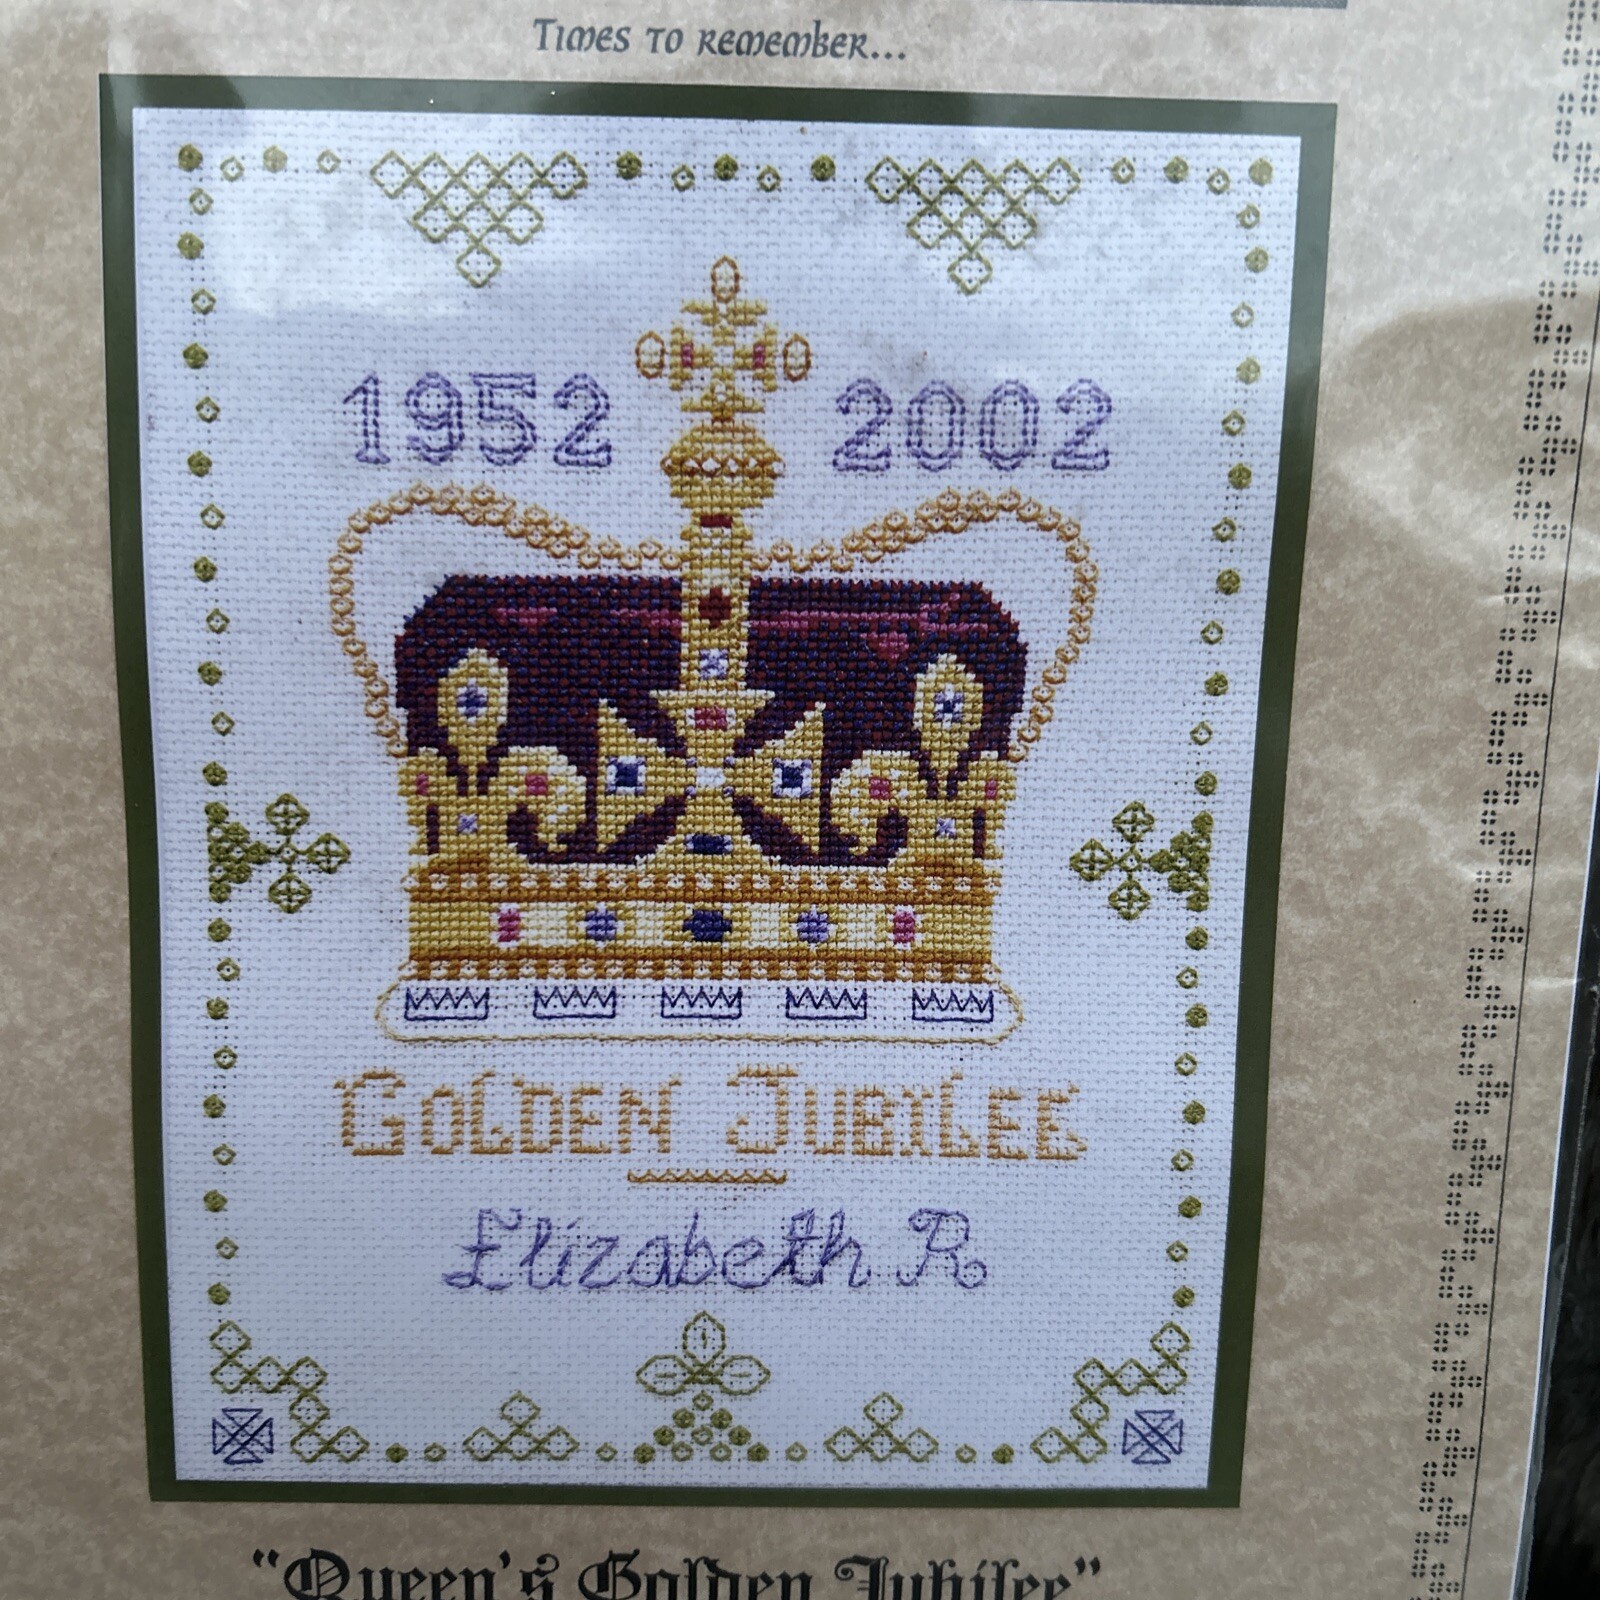 Times to remember...
1952 2002
Golden Jubilee
Elizabeth R
"Queen's Golden Jubilee"